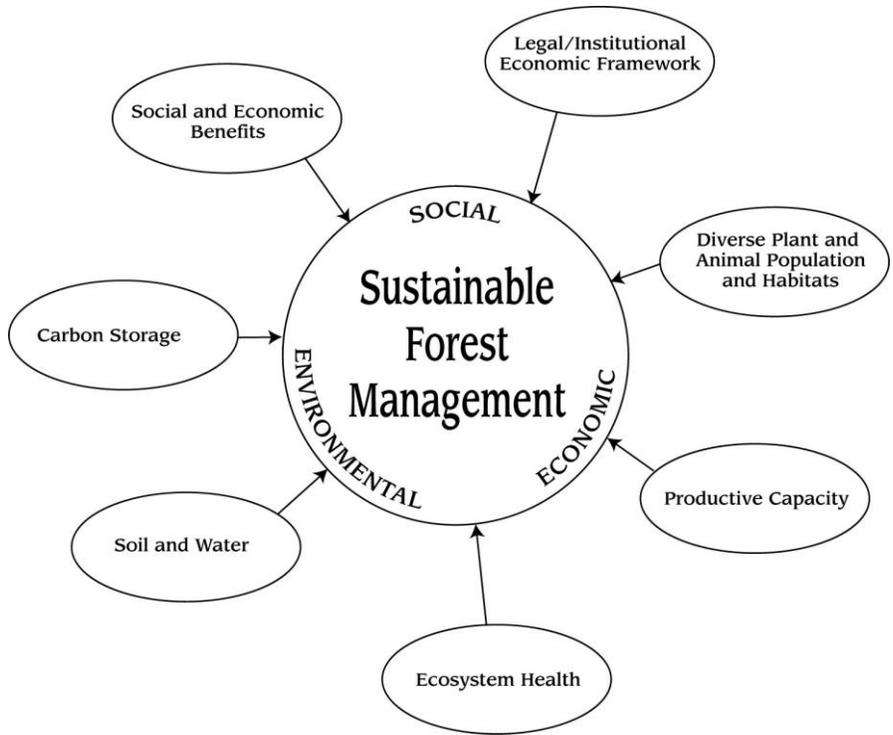 Legal/Institutional
Economic Framework
Social and Economic
Benefits
SOCIAL
Diverse Plant and
Animal Population
and Habitats
Sustainable
Forest
Management
Carbon Storage
ENVIRONMENTAL
ECONOMIC
Productive Capacity
Soil and Water
Ecosystem Health